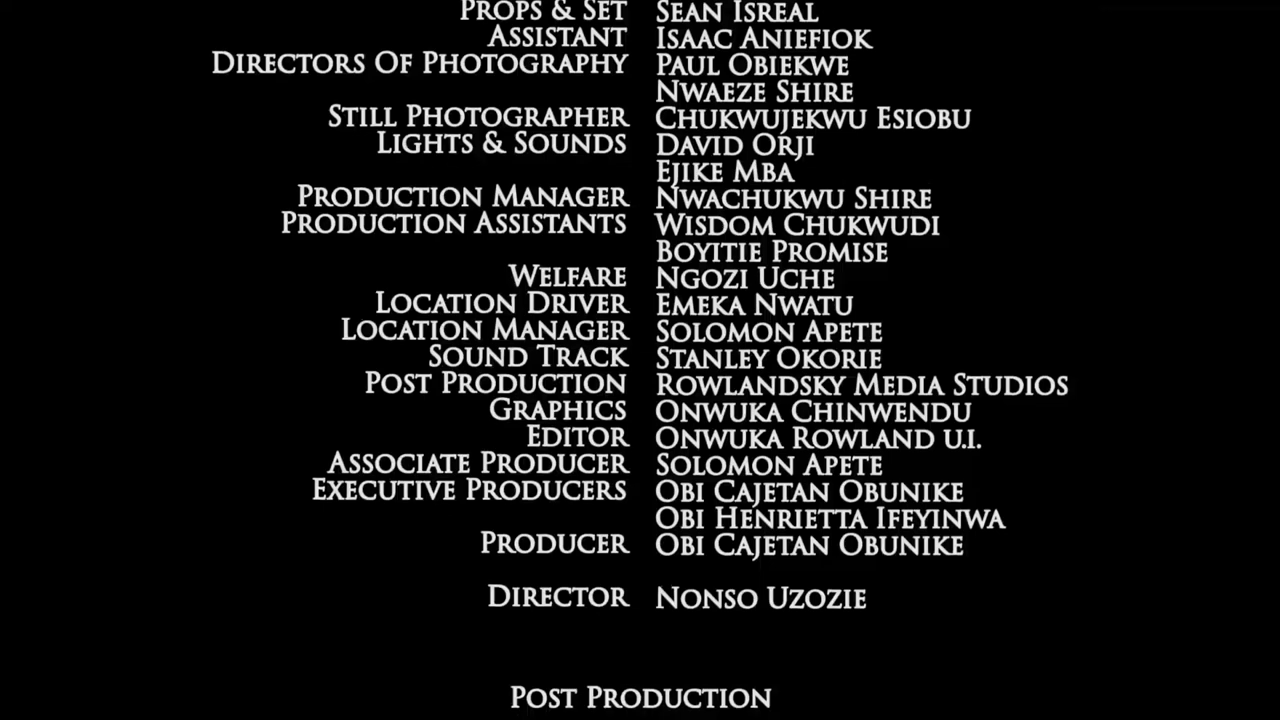 PROPS & SET SEAN ISREAL
ASSISTANT ISAAC ANIEFIOK
DIRECTORS OF PHOTOGRAPHY PAUL OBIEKWE
NWAEZE SHIRE
STILL PHOTOGRAPHER CHUKWUJEKWU ESIOBU
LIGHTS & SOUNDS DAVID ORJI
EJIKE MBA
PRODUCTION MANAGER NWACHUKWU SHIRE
PRODUCTION ASSISTANTS WISDOM CHUKWUDI
BOYITIE PROMISE
WELFARE NGOZI UCHE
LOCATION DRIVER EMEKA NWATU
LOCATION MANAGER SOLOMON APETE
SOUND TRACK STANLEY OKORIE
POST PRODUCTION ROWLANDSKY MEDIA STUDIOS
GRAPHICS ONWUKA CHINWENDU
EDITOR ONWUKA ROWLAND U.I.
ASSOCIATE PRODUCER SOLOMON APETE
EXECUTIVE PRODUCERS OBI CAJETAN OBUNIKE
OBI HENRIETTA IFEYINWA
PRODUCER OBI CAJETAN OBUNIKE
DIRECTOR NONSO UZOZIE
POST PRODUCTION